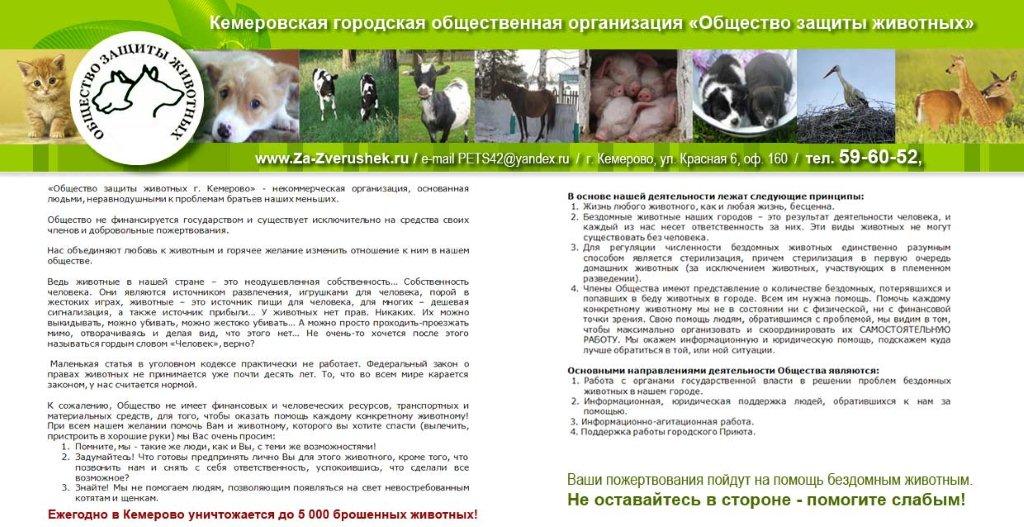 Кемеровская городская общественная организация «Общество защиты животных»
ОБЩЕСТВО ЗАЩИТЫ ЖИВОТНЫХ
www.Za-Zverushek.ru / e-mail PETS42@yandex.ru / г. Кемерово, ул. Красная 6, оф. 160 / тел. 59-60-52,
«Общество защиты животных г. Кемерово» - некоммерческая организация, основанная
людьми, неравнодушными к проблемам братьев наших меньших.
Общество не финансируется государством и существует исключительно на средства своих
членов и добровольные пожертвования.
Нас объединяют любовь к животным и горячее желание изменить отношение к ним в нашем
обществе.
Ведь животные в нашей стране – это неодушевленная собственность... Собственность
человека. Они являются источником развлечения, игрушками для человека, порой в
жестоких играх, животные – это источник пищи для человека, для многих – дешевая
сигнализация, а также источник прибыли... У животных нет прав. Никаких. Их можно
выкидывать, можно убивать, можно жестоко убивать... А можно просто проходить-проезжать
мимо, отворачиваясь и делая вид, что этого нет... Не очень-то хочется после этого
называться гордым словом «Человек», верно?
Маленькая статья в уголовном кодексе практически не работает. Федеральный закон о
правах животных не принимается уже почти десять лет. То, что во всем мире карается
законом, у нас считается нормой.
К сожалению, Общество не имеет финансовых и человеческих ресурсов, транспортных и
материальных средств, для того, чтобы оказать помощь каждому конкретному животному!
При всем нашем желании помочь Вам и животному, которого вы хотите спасти (вылечить,
пристроить в хорошие руки) мы Вас очень просим:
1. Помните, мы - такие же люди, как и Вы, с теми же возможностями!
2. Задумайтесь! Что готовы предпринять лично Вы для этого животного, кроме того, что
позвонить нам и снять с себя ответственность, успокоившись, что сделали все
возможное?
3. Знайте! Мы не помогаем людям, позволяющим появляться на свет невостребованным
котятам и щенкам.
Ежегодно в Кемерово уничтожается до 5 000 брошенных животных!
В основе нашей деятельности лежат следующие принципы:
1. Жизнь любого животного, как и любая жизнь, бесценна.
2. Бездомные животные наших городов – это результат деятельности человека, и
каждый из нас несет ответственность за них. Эти виды животных не могут
существовать без человека.
3. Для регуляции численности бездомных животных единственно разумным
способом является стерилизация, причем стерилизация в первую очередь
домашних животных (за исключением животных, участвующих в племенном
разведении).
4. Члены Общества имеют представление о количестве бездомных, потерявшихся и
попавших в беду животных в городе. Всем им нужна помощь. Помочь каждому
конкретному животному мы не в состоянии ни с физической, ни с финансовой
точки зрения. Свою помощь людям, обратившимся с проблемой, мы видим в том,
чтобы максимально организовать и скоординировать их САМОСТОЯТЕЛЬНУЮ
РАБОТУ. Мы окажем информационную и юридическую помощь, подскажем куда
лучше обратиться в той, или ной ситуации.
Основными направлениями деятельности Общества являются:
1. Работа с органами государственной власти в решении проблем бездомных
животных в нашем городе.
2. Информационная, юридическая поддержка людей, обратившихся к нам за
помощью.
3. Информационно-агитационная работа.
4. Поддержка работы городского Приюта.
Ваши пожертвования пойдут на помощь бездомным животным.
Не оставайтесь в стороне - помогите слабым!